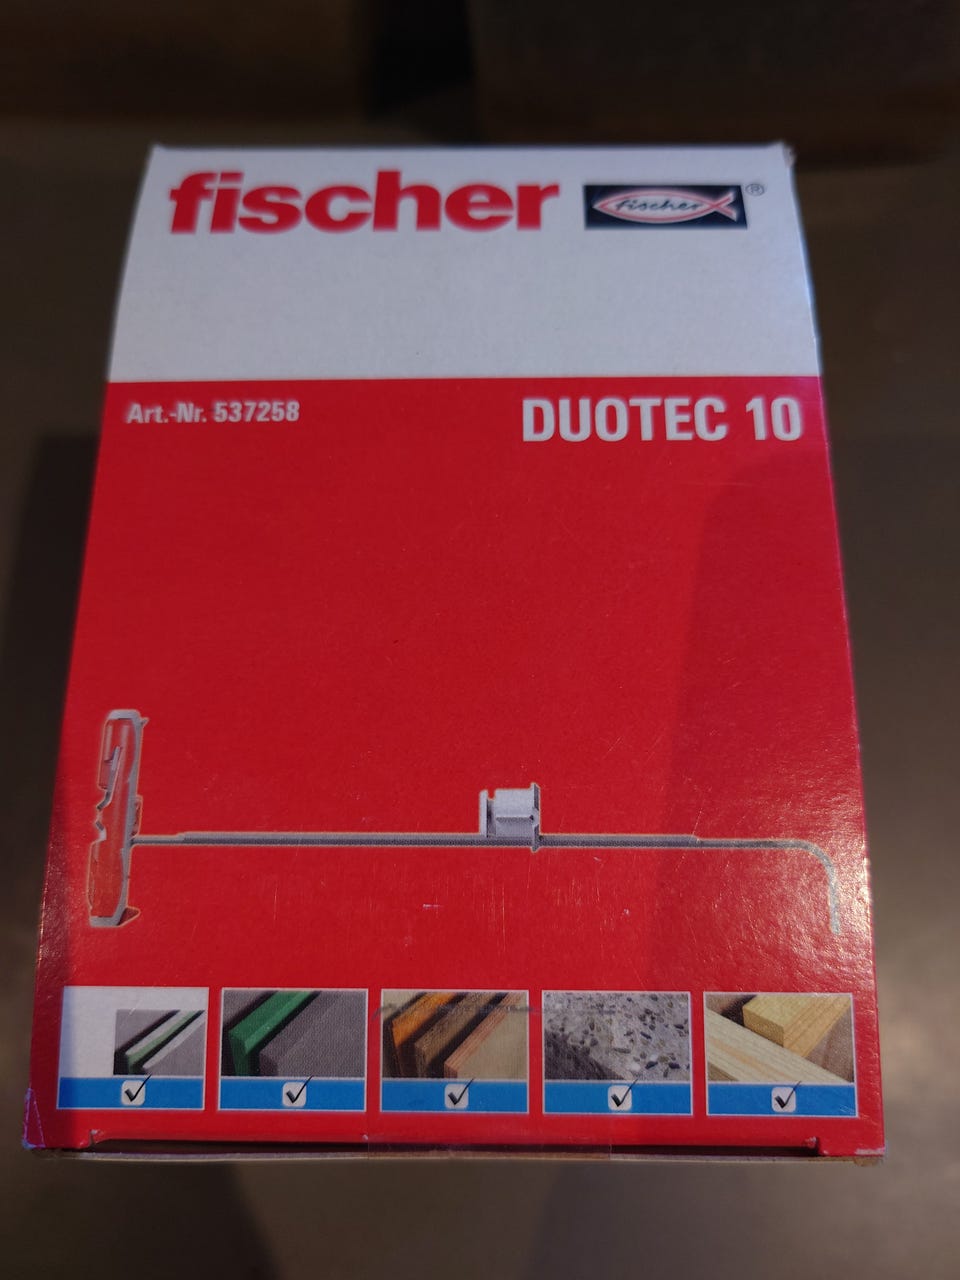 fischer fischer ®
Art.-Nr. 537258 DUOTEC 10